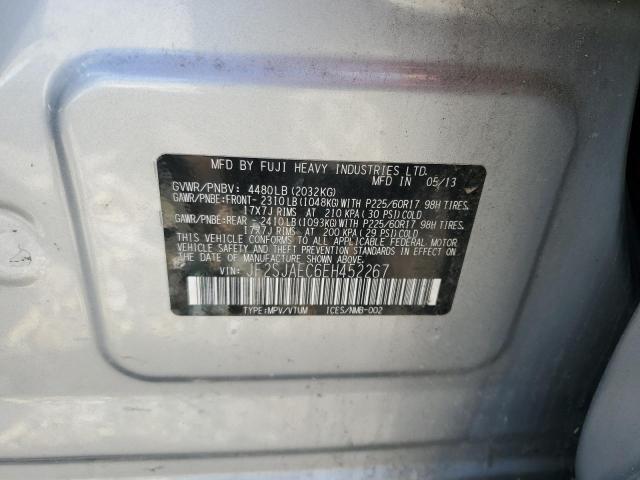 MFD BY FUJI HEAVY INDUSTRIES LTD.
MFD IN 05/13
GVWR/PNBV: 4480LB (2032KG)
GAWR/PNBE:FRONT- 2310LB (1048KG)WITH P225/60R17 98H TIRES.
17X7J RIMS AT 210 KPA (30 PSI)COLD
GAWR/PNBE:REAR -2410LB (1093KG)WITH P225/60R17 98H TIRES.
17X7J RIMS AT 200 KPA (29 PSI)COLD
THIS VEHICLE CONFORMS TO ALL APPLICABLE FEDERAL MOTOR
VEHICLE SAFETY AND THEFT PREVENTION STANDARDS IN EFFECT
ON THE DATE OF MANUFACTURE SHOWN ABOVE.
VIN: JF2SJAEC6EH452267
TYPE:MPV/VTUM ICES/NMB-002